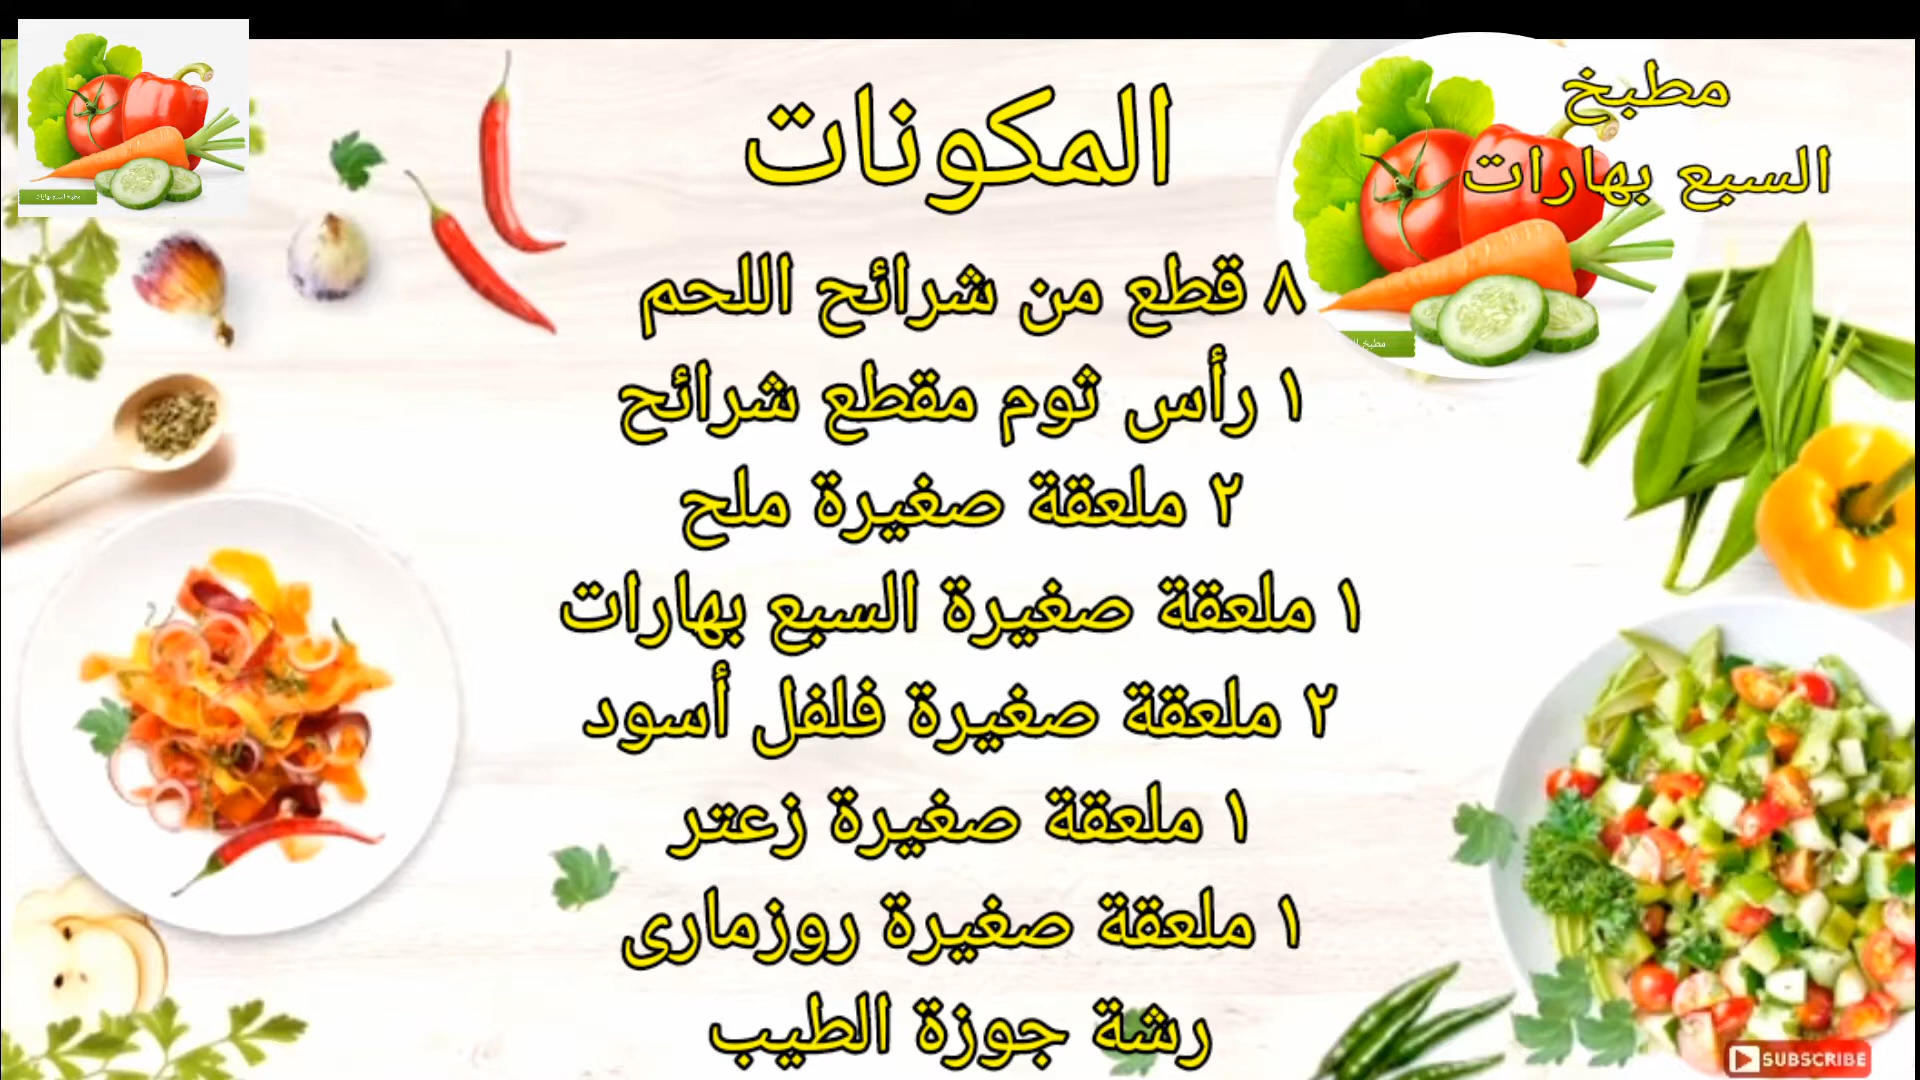 المكونات
مطبخ
السبع بهارات
٨ قطع من شرائح اللحم
١ رأس ثوم مقطع شرائح
٢ ملعقة صغيرة ملح
١ ملعقة صغيرة السبع بهارات
٢ ملعقة صغيرة فلفل أسود
١ ملعقة صغيرة زعتر
١ ملعقة صغيرة روزمارى
رشة جوزة الطيب
SUBSCRIBE